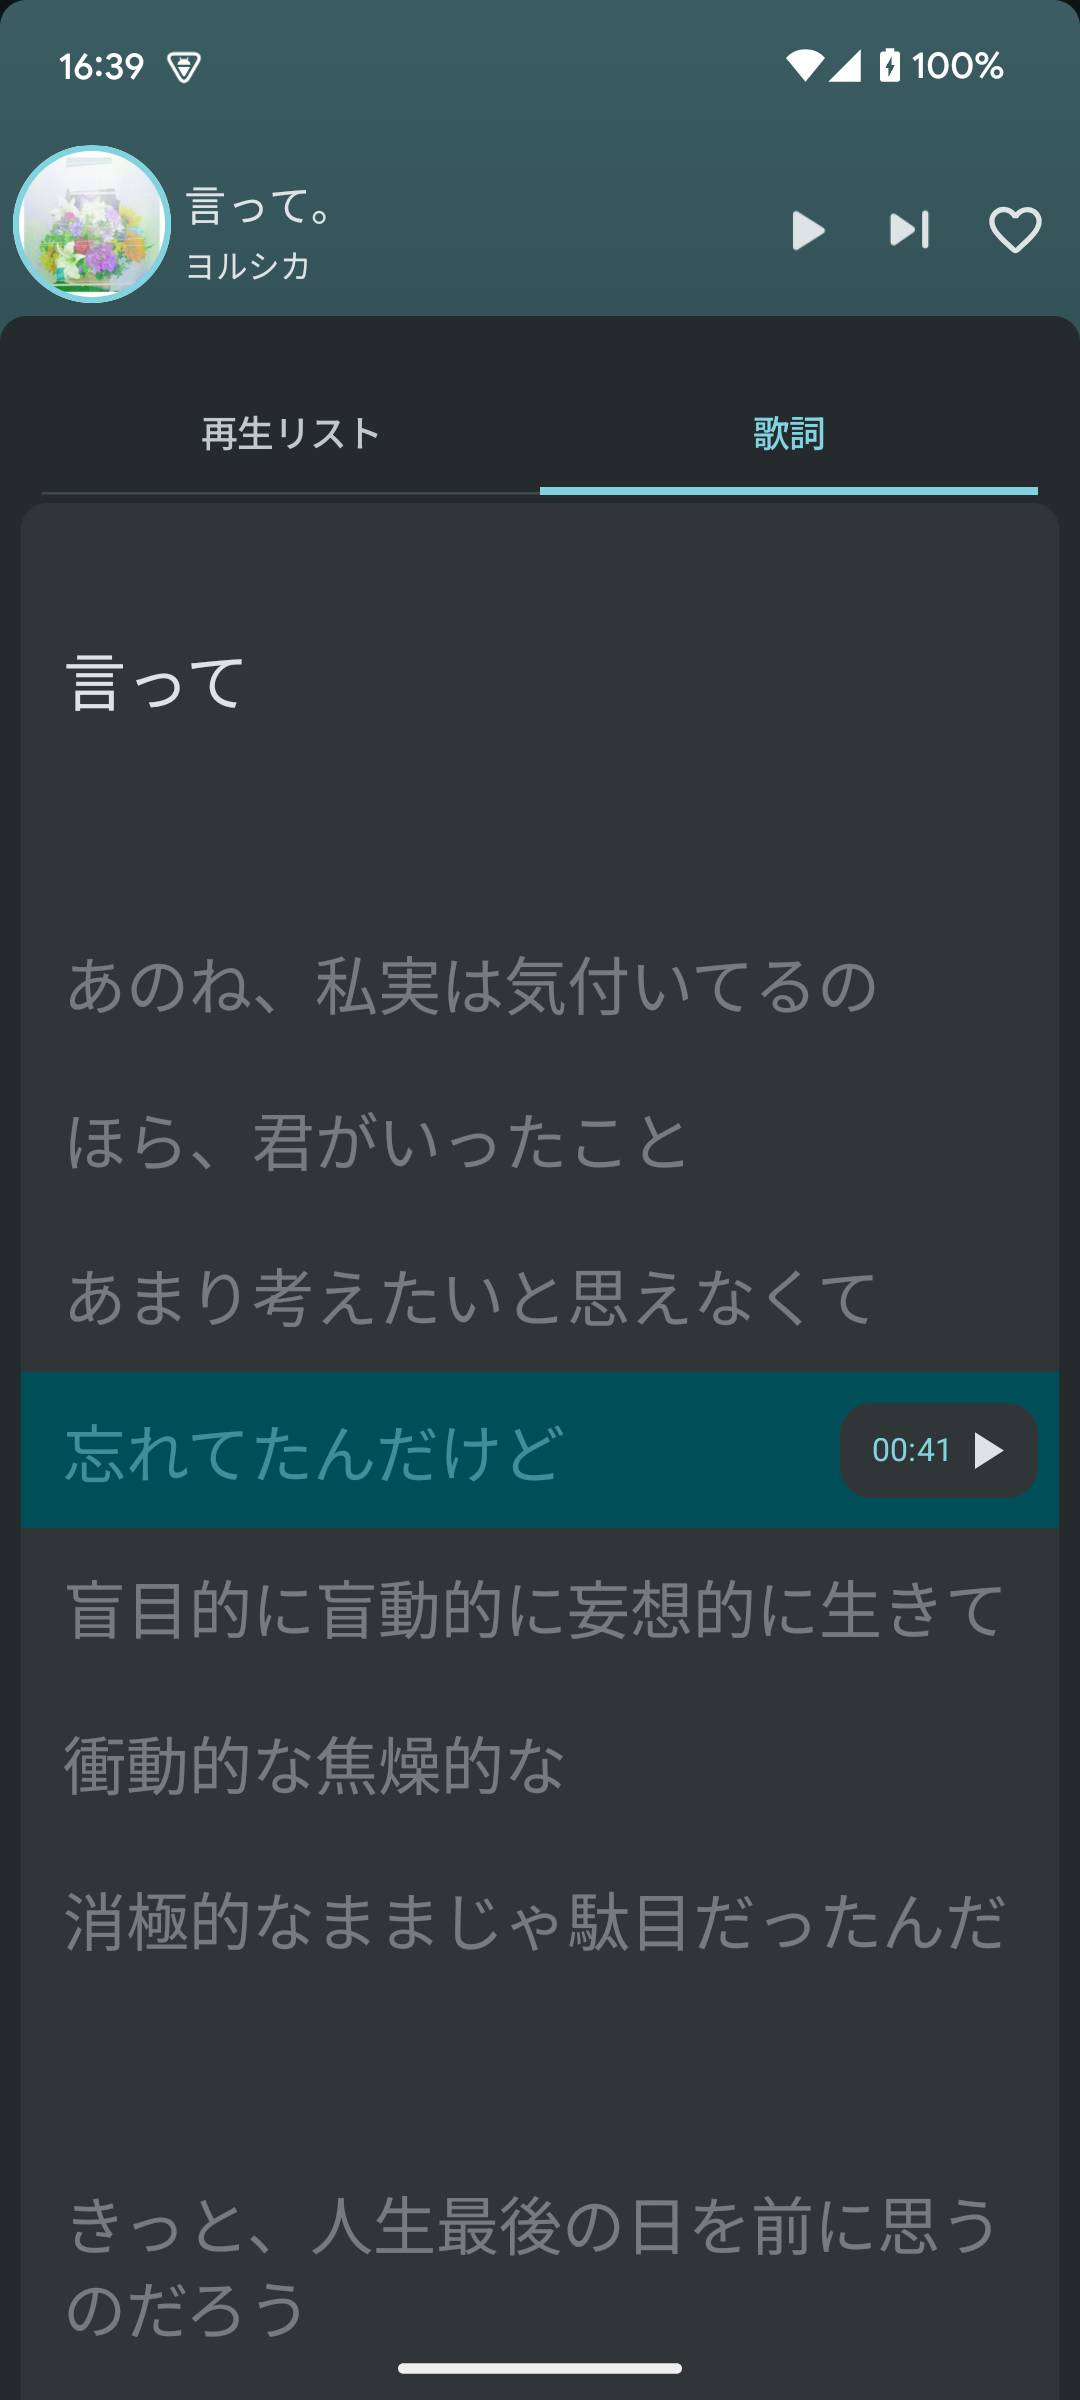 16:39
100%
言って。
ヨルシカ
再生リスト
歌詞
言って
あのね、私実は気付いてるの
ほら、君がいったこと
あまり考えたいと思えなくて
忘れてたんだけど
00:41
盲目的に盲動的に妄想的に生きて
衝動的な焦燥的な
消極的なままじゃ駄目だったんだ
きっと、人生最後の日を前に思う
のだろう